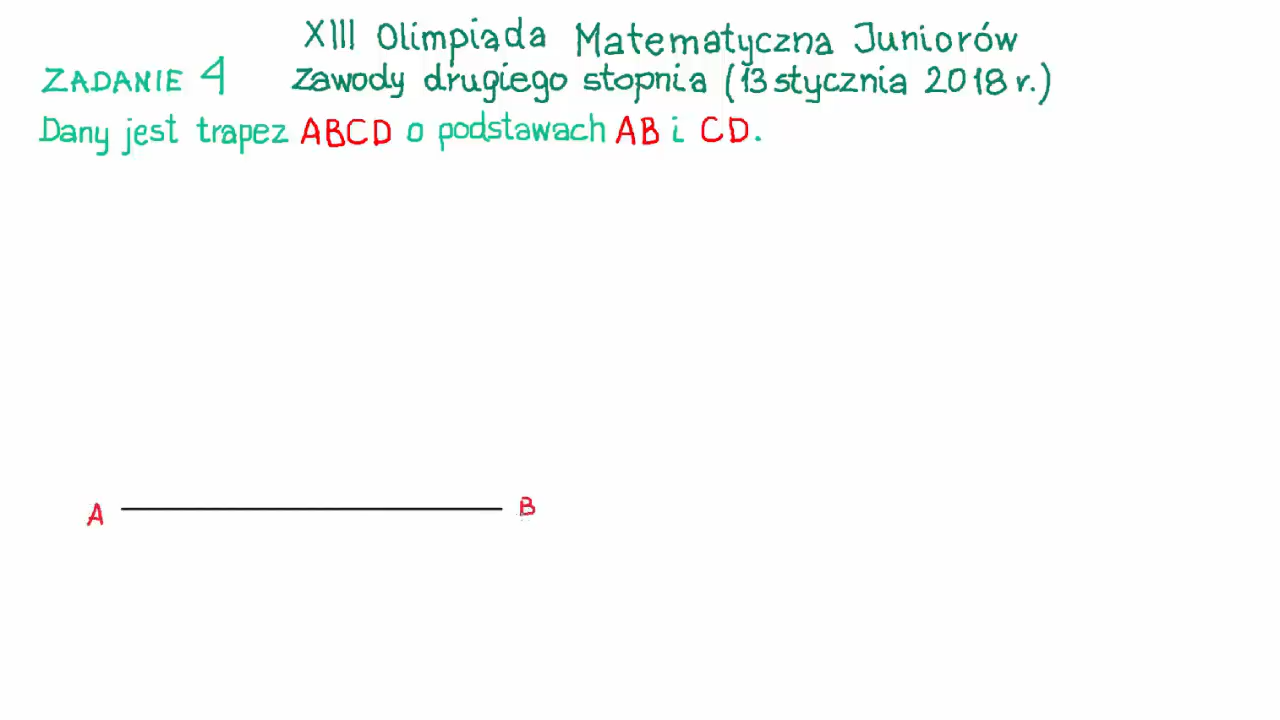 XIII Olimpiada Matematyczna Juniorów
ZADANIE 4 Zawody drugiego stopnia (13 stycznia 2018 r.)
Dany jest trapez ABCD o podstawach AB i CD.
A B